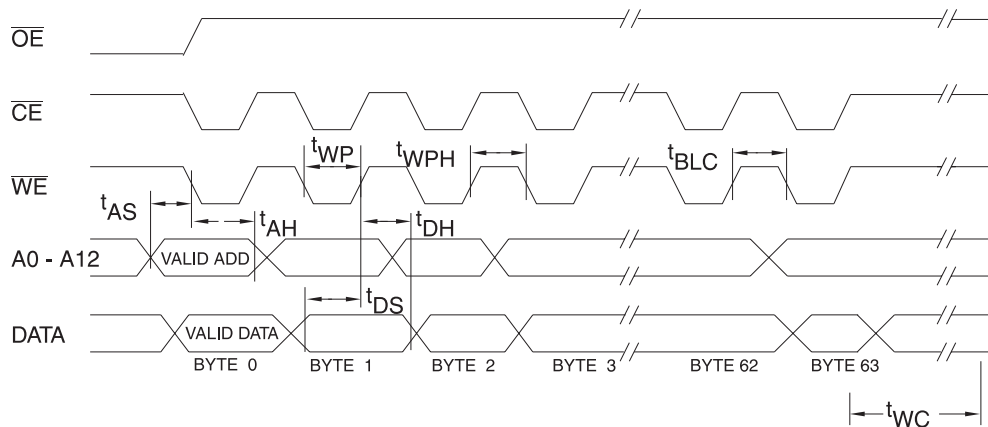 OE
CE
tWP
tWPH
tBLC
WE
tAS
tAH
tDH
A0 - A12
VALID ADD
tDS
DATA
VALID DATA
BYTE 0
BYTE 1
BYTE 2
BYTE 3
BYTE 62
BYTE 63
tWC